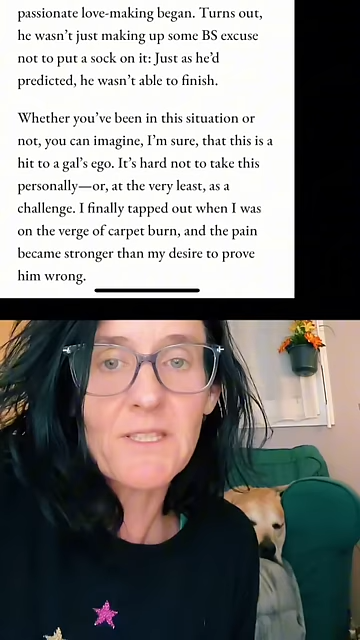 passionate love-making began. Turns out,
he wasn't just making up some BS excuse
not to put a sock on it: Just as he'd
predicted, he wasn't able to finish.
Whether you've been in this situation or
not, you can imagine, I'm sure, that this is a
hit to a gal's ego. It's hard not to take this
personally—or, at the very least, as a
challenge. I finally tapped out when I was
on the verge of carpet burn, and the pain
became stronger than my desire to prove
him wrong.